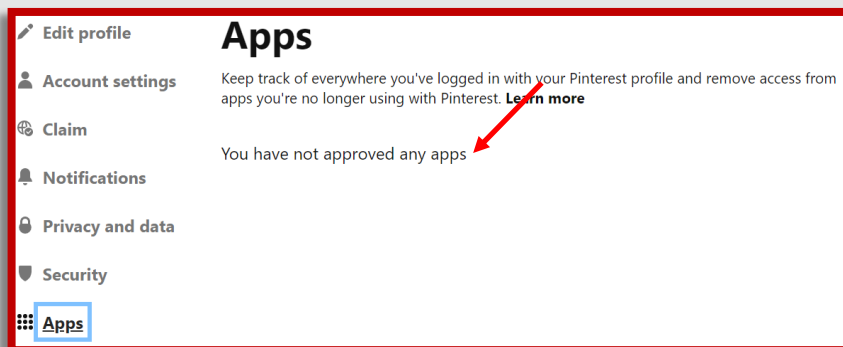 Edit profile
Account settings
Claim
Notifications
Privacy and data
Security
Apps
Apps
Keep track of everywhere you've logged in with your Pinterest profile and remove access from
apps you're no longer using with Pinterest. Learn more
You have not approved any apps